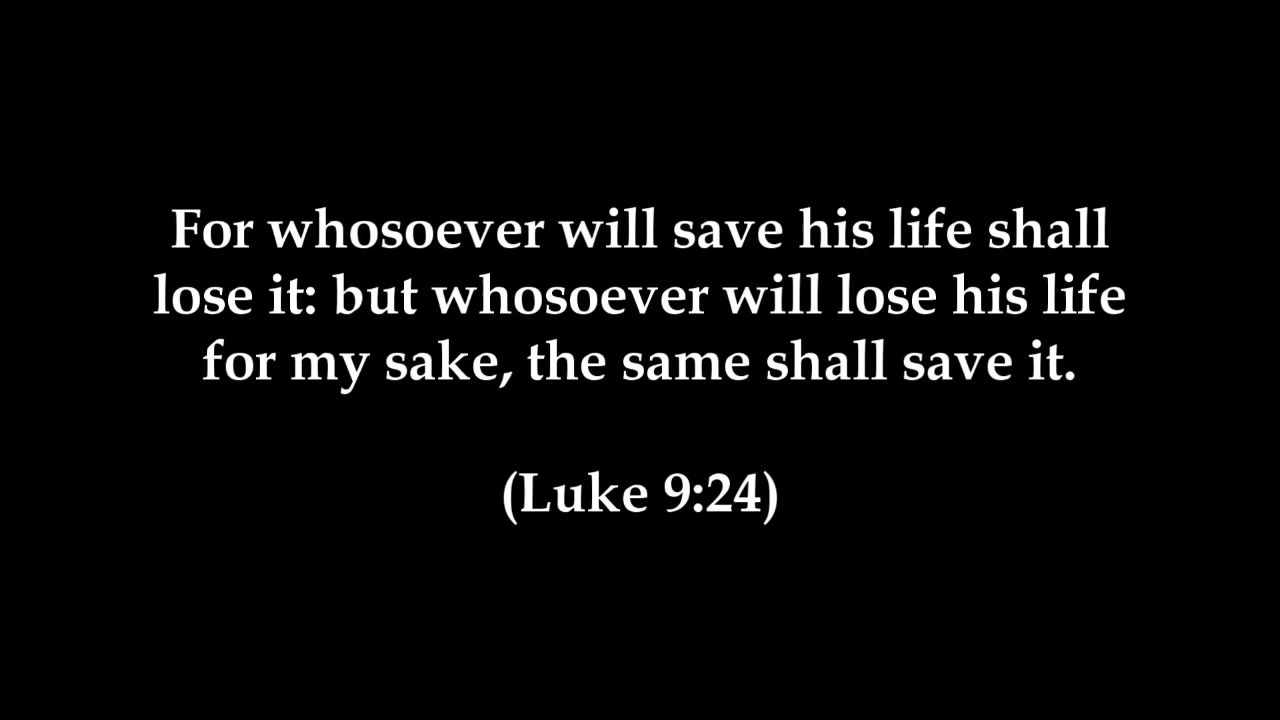 For whosoever will save his life shall
lose it: but whosoever will lose his life
for my sake, the same shall save it.
(Luke 9:24)